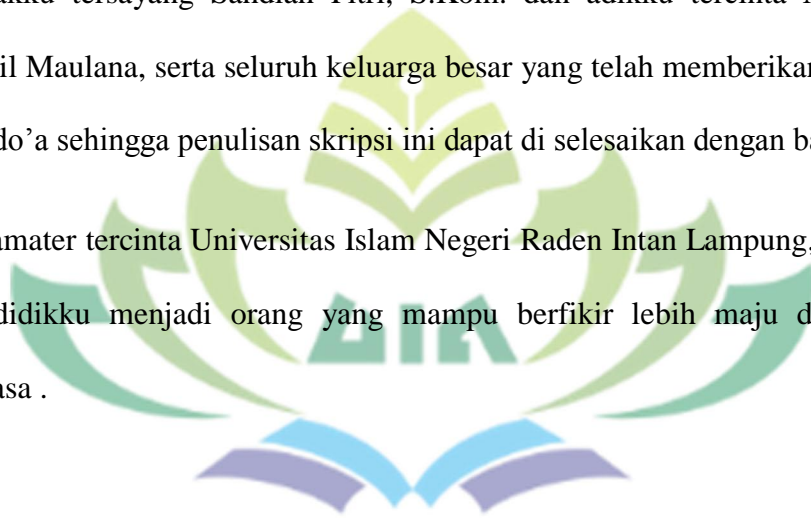 akku tersayang Sandian Fitri, S.Kom. dan adikku tercinta
il Maulana, serta seluruh keluarga besar yang telah memberikan
do’a sehingga penulisan skripsi ini dapat di selesaikan dengan ba
amater tercinta Universitas Islam Negeri Raden Intan Lampung,
didikku menjadi orang yang mampu berfikir lebih maju d
asa .
UIN